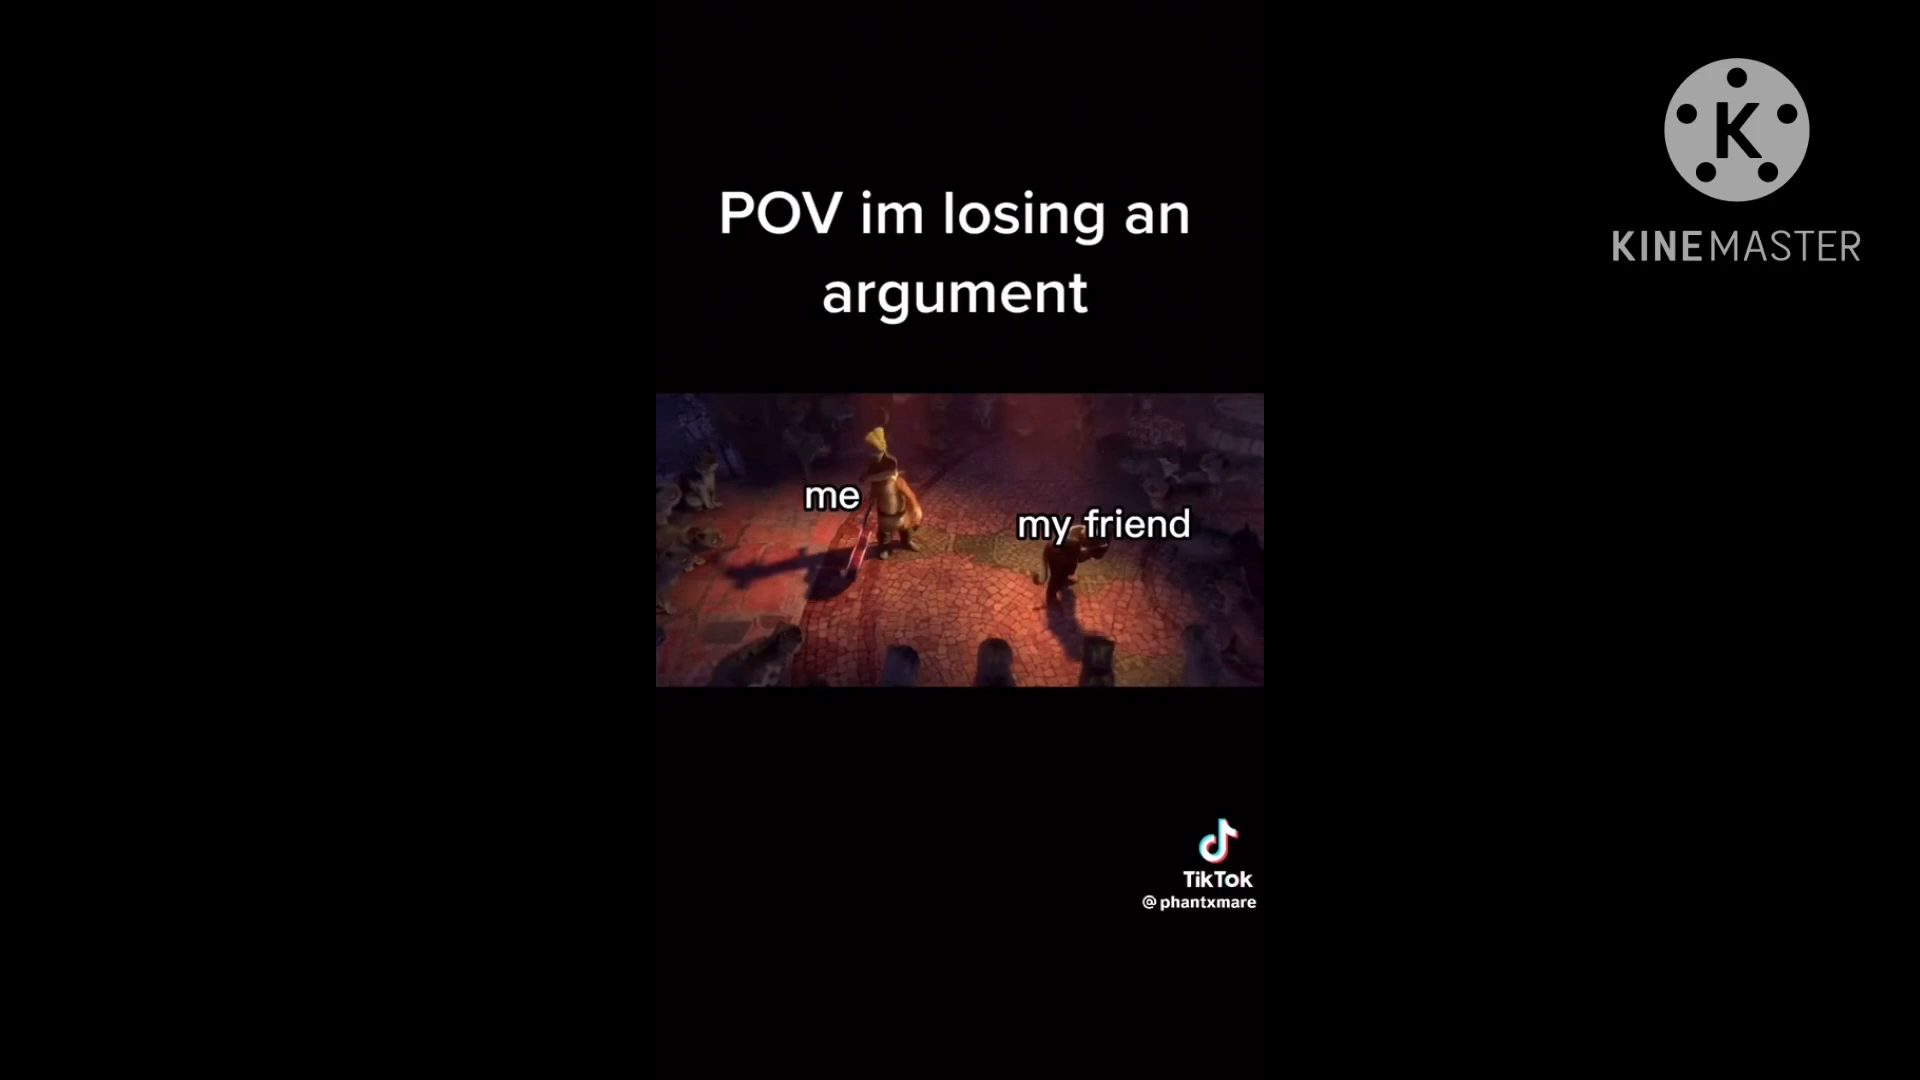 POV im losing an
argument
me
my friend
K
KINEMASTER
TikTok
@phantxmare